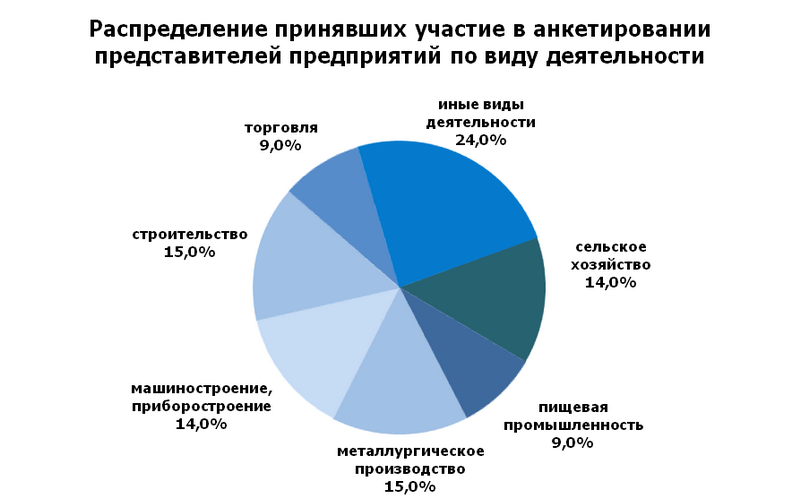 Распределение принявших участие в анкетировании
представителей предприятий по виду деятельности
иные виды
деятельности
24,0%
торговля
9,0%
строительство
15,0%
сельское
хозяйство
14,0%
машиностроение,
приборостроение
14,0%
пищевая
промышленность
9,0%
металлургическое
производство
15,0%